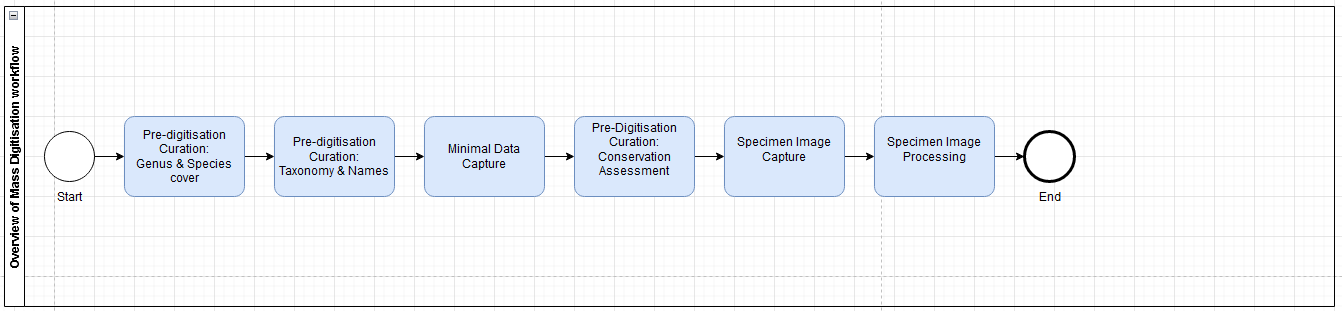 Overview of Mass Digitisation workflow
Start
Pre-digitisation
Curation:
Genus & Species
cover
Pre-digitisation
Curation:
Taxonomy & Names
Minimal Data
Capture
Pre-Digitisation
Curation:
Conservation
Assessment
Specimen Image
Capture
Specimen Image
Processing
End